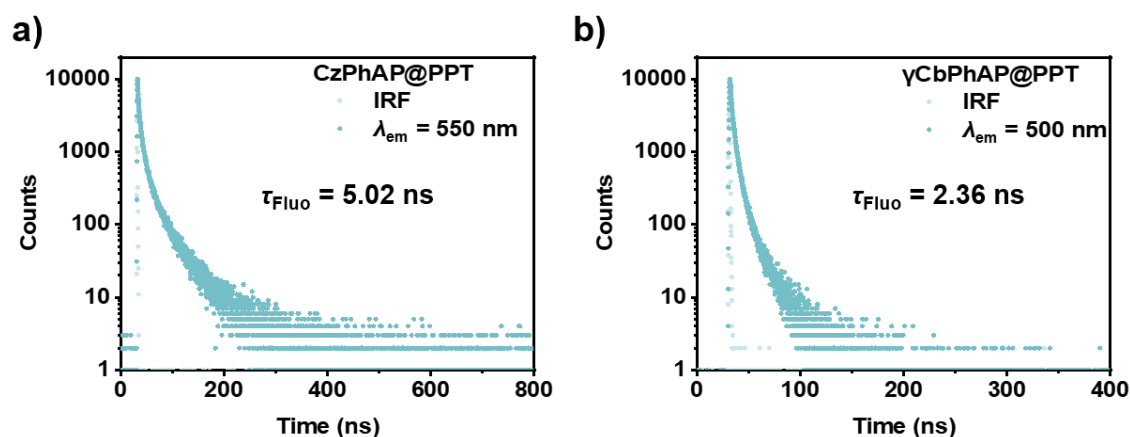 a)
CzPhAP@PPT
IRF
λem = 550 nm
τFluo = 5.02 ns
Counts
10000
1000
100
10
1
0 200 400 600 800
Time (ns)
b)
γCbPhAP@PPT
IRF
λem = 500 nm
τFluo = 2.36 ns
Counts
10000
1000
100
10
1
0 100 200 300 400
Time (ns)